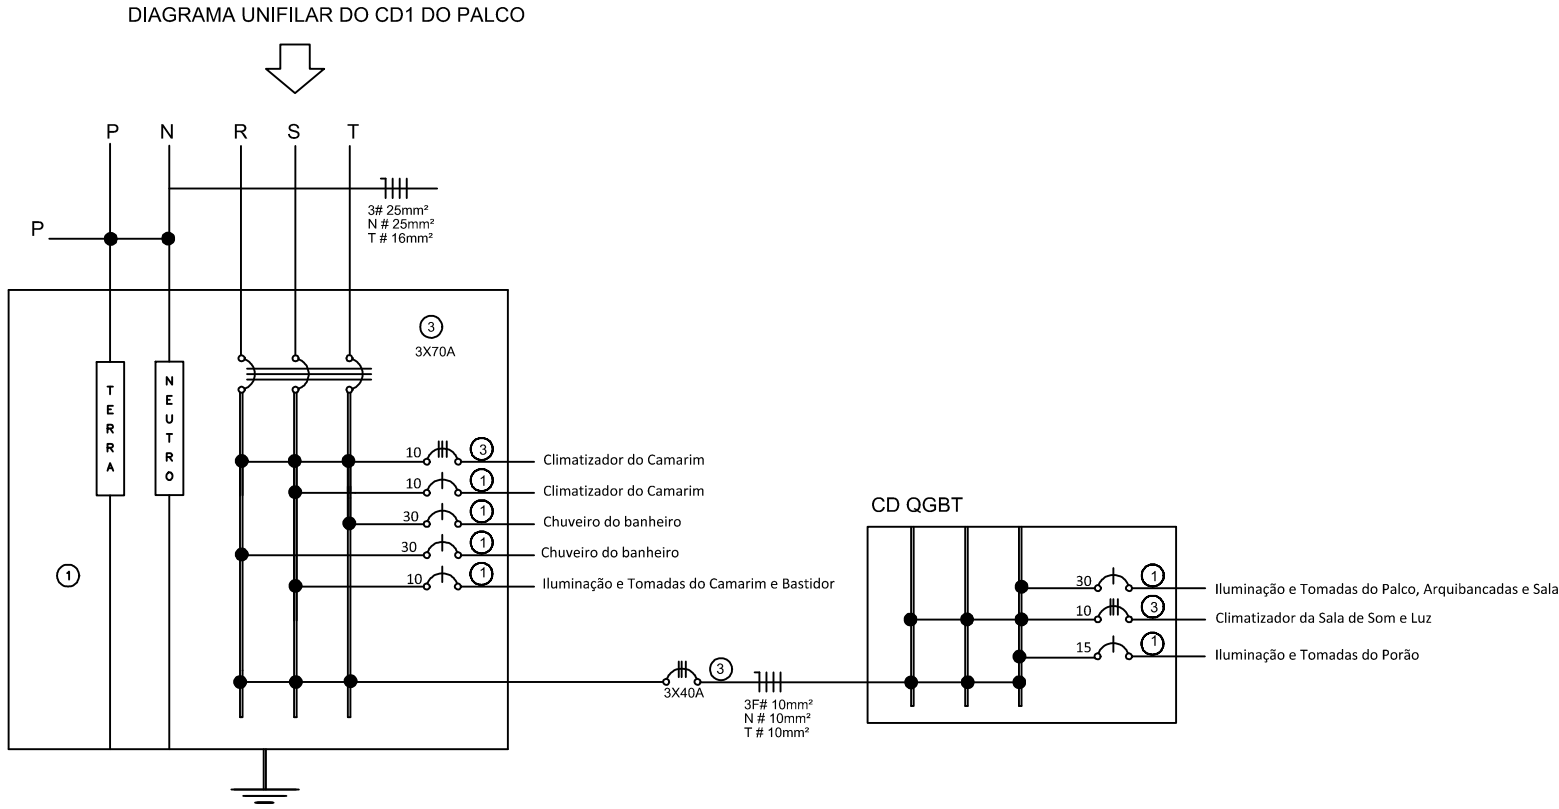 DIAGRAMA UNIFILAR DO CD1 DO PALCO
P N R S T
3# 25mm²
N # 25mm²
T # 16mm²
P
3
3X70A
TERRA
NEUTRO
10 3 Climatizador do Camarim
10 1 Climatizador do Camarim
30 1 Chuveiro do banheiro
30 1 Chuveiro do banheiro
10 1 Iluminação e Tomadas do Camarim e Bastidor
1
3X40A
3
3F# 10mm²
N # 10mm²
T # 10mm²
CD QGBT
30 1 Iluminação e Tomadas do Palco, Arquibancadas e Sala
10 3 Climatizador da Sala de Som e Luz
15 1 Iluminação e Tomadas do Porão